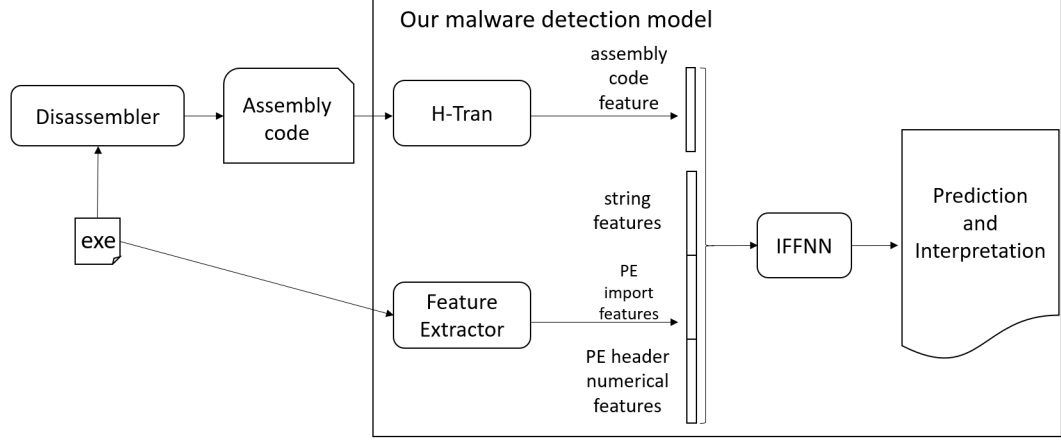 Our malware detection model
Disassembler
Assembly
code
H-Tran
assembly
code
feature
exe
Feature
Extractor
string
features
PE
import
features
PE header
numerical
features
IFFNN
Prediction
and
Interpretation